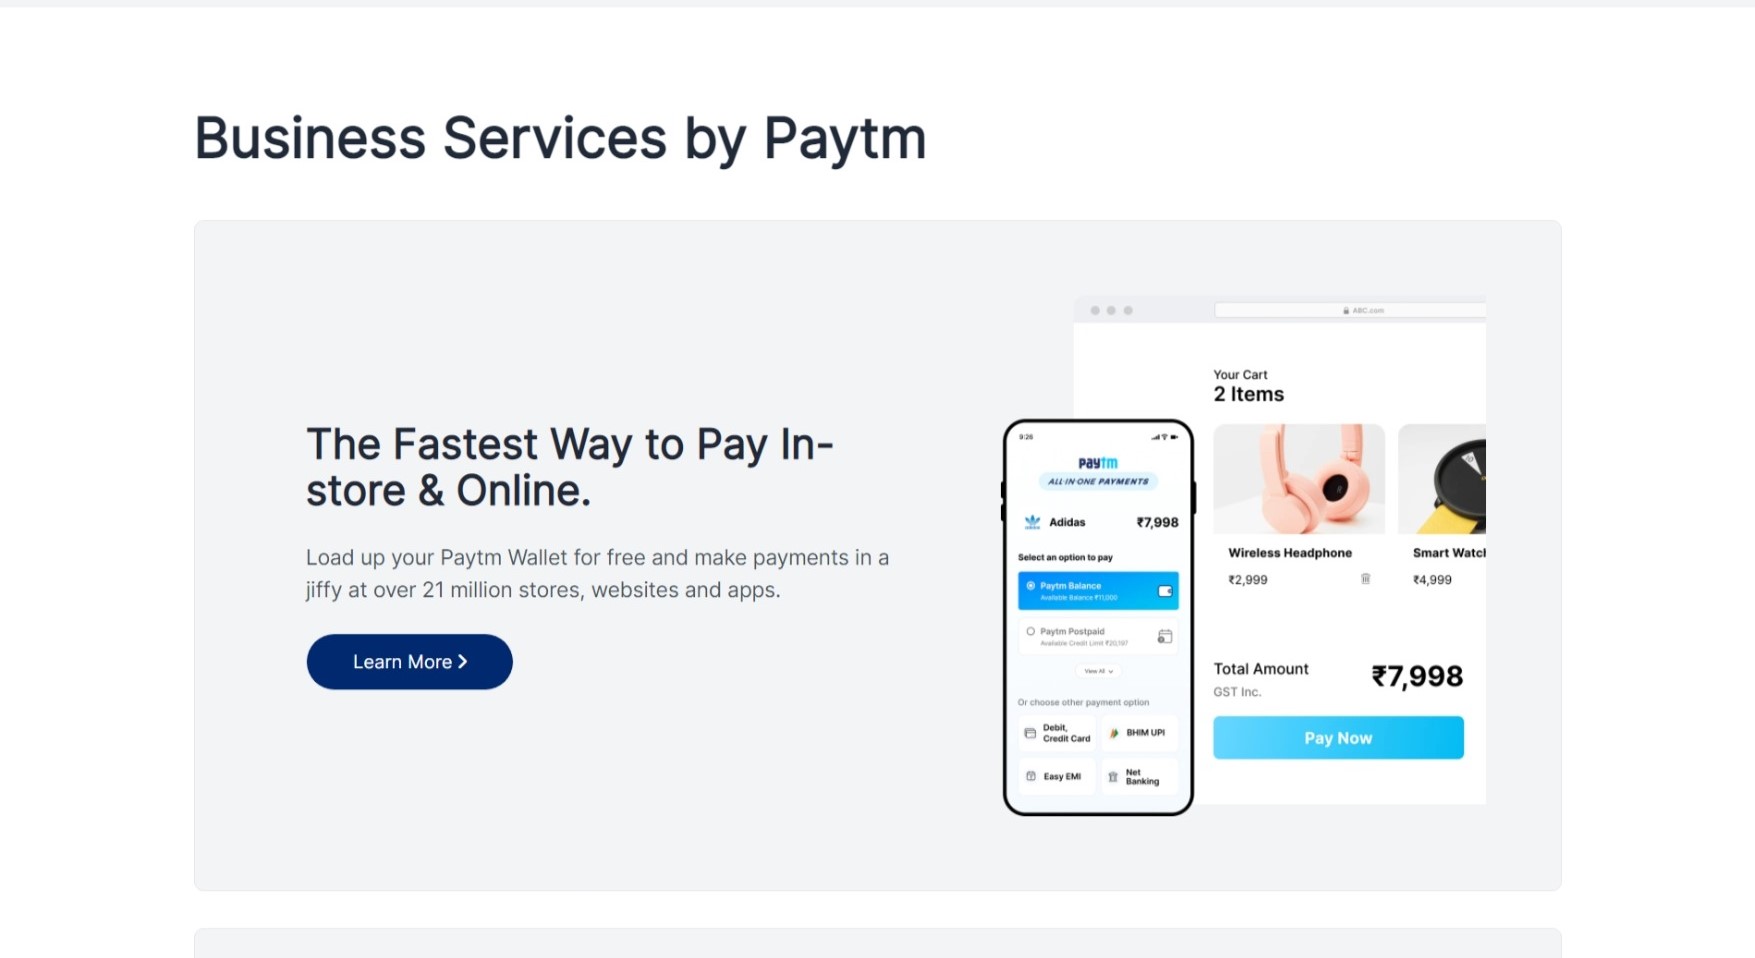 Business Services by Paytm
The Fastest Way to Pay In-
store & Online.
Load up your Paytm Wallet for free and make payments in a
jiffy at over 21 million stores, websites and apps.
Learn More
9:26
paytm
ALL-IN-ONE PAYMENTS
Adidas ₹7,998
Select an option to pay
Paytm Balance
Available Balance ₹11,000
Paytm Postpaid
Available Credit Limit ₹20,197
View All
Or choose other payment option
Debit,
Credit Card
BHIM UPI
Easy EMI
Net
Banking
ABC.com
Your Cart
2 Items
Wireless Headphone
₹2,999
Smart Watch
₹4,999
Total Amount ₹7,998
GST Inc.
Pay Now